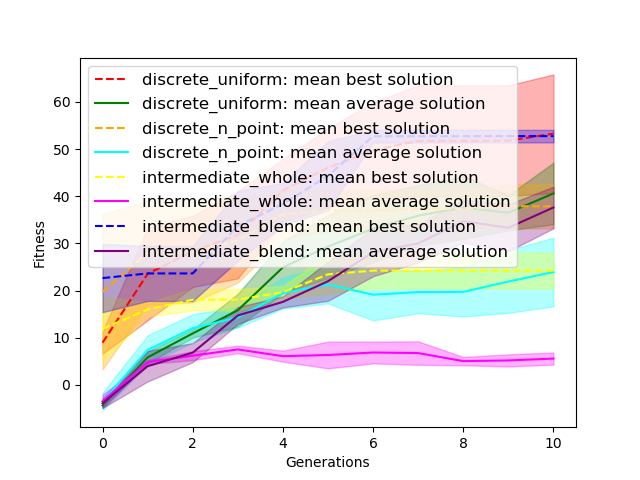 discrete_uniform: mean best solution
discrete_uniform: mean average solution
discrete_n_point: mean best solution
discrete_n_point: mean average solution
intermediate_whole: mean best solution
intermediate_whole: mean average solution
intermediate_blend: mean best solution
intermediate_blend: mean average solution
60
50
40
30
20
10
0
Fitness
0 2 4 6 8 10
Generations